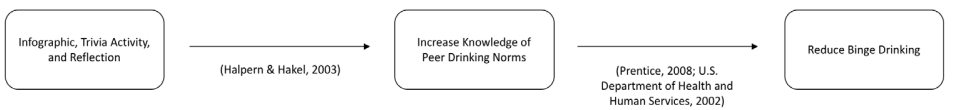 Infographic, Trivia Activity,
and Reflection
(Halpern & Hakel, 2003)
Increase Knowledge of
Peer Drinking Norms
(Prentice, 2008; U.S.
Department of Health and
Human Services, 2002)
Reduce Binge Drinking